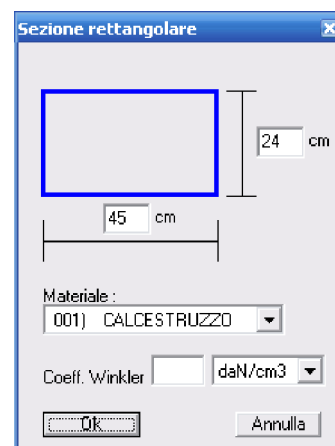 Sezione rettangolare
24 cm
45 cm
Materiale :
001) CALCESTRUZZO
Coeff. Winkler daN/cm3
Ok Annulla